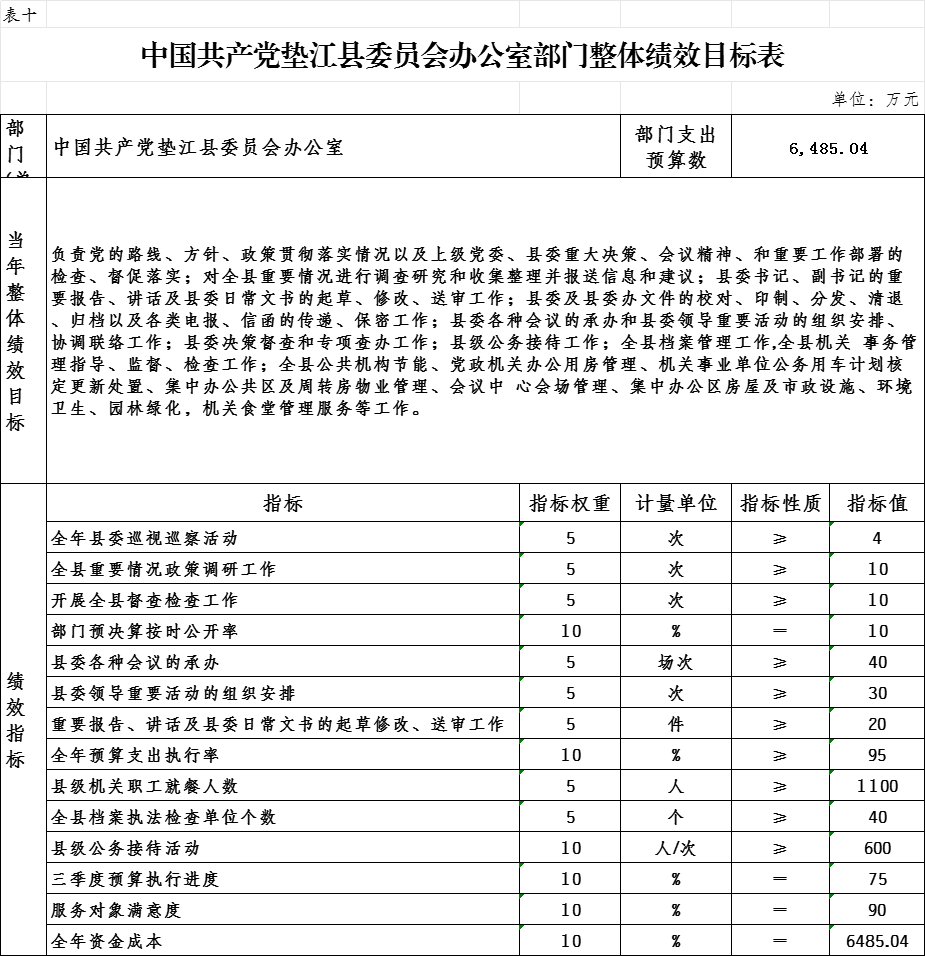 表十
中国共产党垫江县委员会办公室部门整体绩效目标表
单位：万元
部门
中国共产党垫江县委员会办公室 部门支出预算数 6,485.04
当年整体绩效目标
负责党的路线、方针、政策贯彻落实情况以及上级党委、县委重大决策、会议精神、和重要工作部署的
检查、督促落实；对全县重要情况进行调查研究和收集整理并报送信息和建议；县委书记、副书记的重
要报告、讲话及县委日常文书的起草、修改、送审工作；县委及县委办文件的校对、印制、分发、清退
、归档以及各类电报、信函的传递、保密工作；县委各种会议的承办和县委领导重要活动的组织安排、
协调联络工作；县委决策督查和专项查办工作；县级公务接待工作；全县档案管理工作,全县机关 事务管
理指导、监督、检查工作；全县公共机构节能、党政机关办公用房管理、机关事业单位公务用车计划核
定更新处置、集中办公共区及周转房物业管理、会议中 心会场管理、集中办公区房屋及市政设施、环境
卫生、园林绿化，机关食堂管理服务等工作。
绩效指标
指标 指标权重 计量单位 指标性质 指标值
全年县委巡视巡察活动 5 次 ≥ 4
全县重要情况政策调研工作 5 次 ≥ 10
开展全县督查检查工作 5 次 ≥ 10
部门预决算按时公开率 10 % ＝ 10
县委各种会议的承办 5 场次 ≥ 40
县委领导重要活动的组织安排 5 次 ≥ 30
重要报告、讲话及县委日常文书的起草修改、送审工作 5 件 ≥ 20
全年预算支出执行率 10 % ≥ 95
县级机关职工就餐人数 5 人 ≥ 1100
全县档案执法检查单位个数 5 个 ≥ 40
县级公务接待活动 10 人/次 ≥ 600
三季度预算执行进度 10 % ＝ 75
服务对象满意度 10 % ＝ 90
全年资金成本 10 % ＝ 6485.04